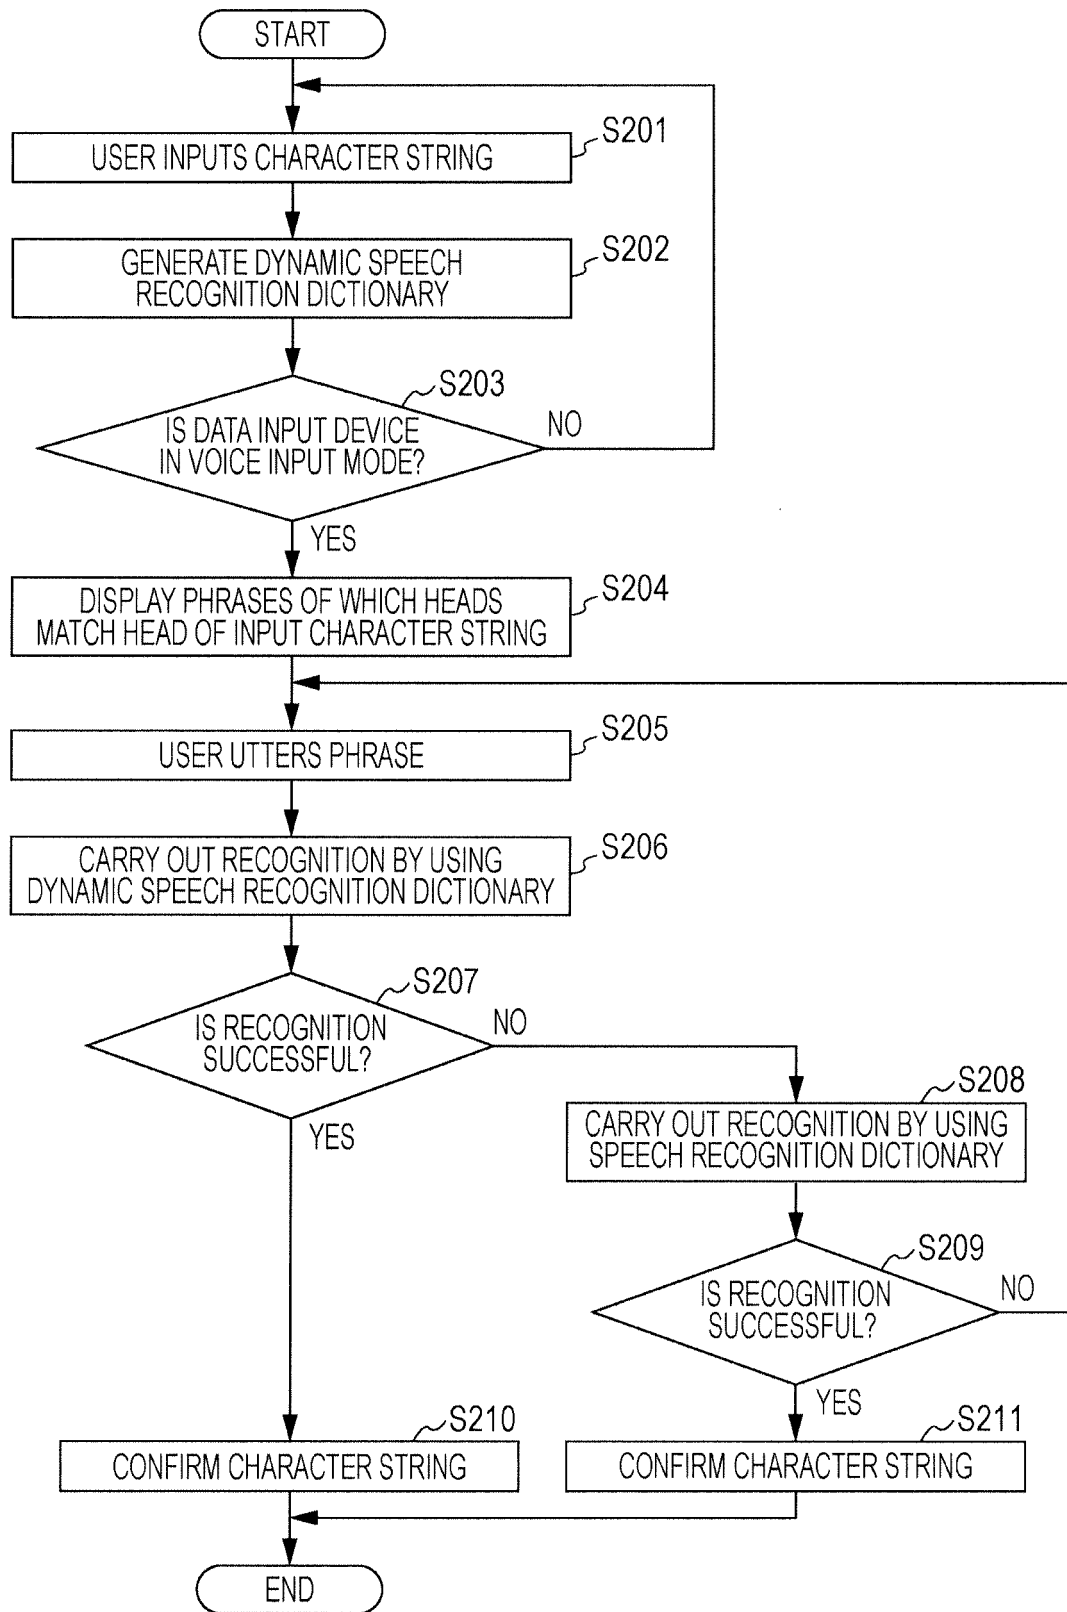 START
S201
USER INPUTS CHARACTER STRING
S202
GENERATE DYNAMIC SPEECH
RECOGNITION DICTIONARY
S203
IS DATA INPUT DEVICE
IN VOICE INPUT MODE?
NO
YES
S204
DISPLAY PHRASES OF WHICH HEADS
MATCH HEAD OF INPUT CHARACTER STRING
S205
USER UTTERS PHRASE
S206
CARRY OUT RECOGNITION BY USING
DYNAMIC SPEECH RECOGNITION DICTIONARY
S207
IS RECOGNITION
SUCCESSFUL?
NO
YES
S208
CARRY OUT RECOGNITION BY USING
SPEECH RECOGNITION DICTIONARY
S209
IS RECOGNITION
SUCCESSFUL?
NO
YES
S210
CONFIRM CHARACTER STRING
S211
CONFIRM CHARACTER STRING
END